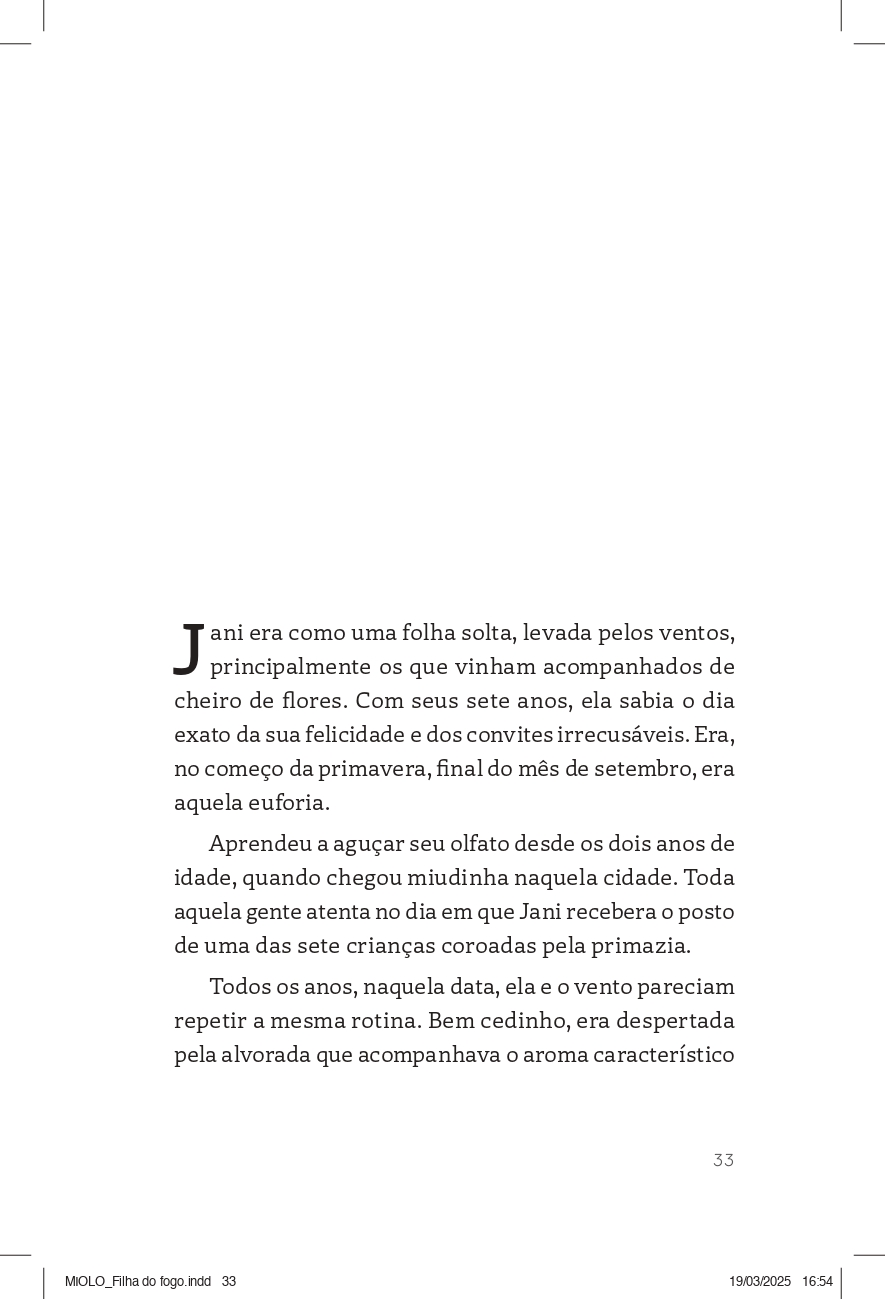 Jani era como uma folha solta, levada pelos ventos,
principalmente os que vinham acompanhados de
cheiro de flores. Com seus sete anos, ela sabia o dia
exato da sua felicidade e dos convites irrecusáveis. Era,
no começo da primavera, final do mês de setembro, era
aquela euforia.
Aprendeu a aguçar seu olfato desde os dois anos de
idade, quando chegou miudinha naquela cidade. Toda
aquela gente atenta no dia em que Jani recebera o posto
de uma das sete crianças coroadas pela primazia.
Todos os anos, naquela data, ela e o vento pareciam
repetir a mesma rotina. Bem cedinho, era despertada
pela alvorada que acompanhava o aroma característico
33
MIOLO_Filha do fogo.indd 33
19/03/2025 16:54